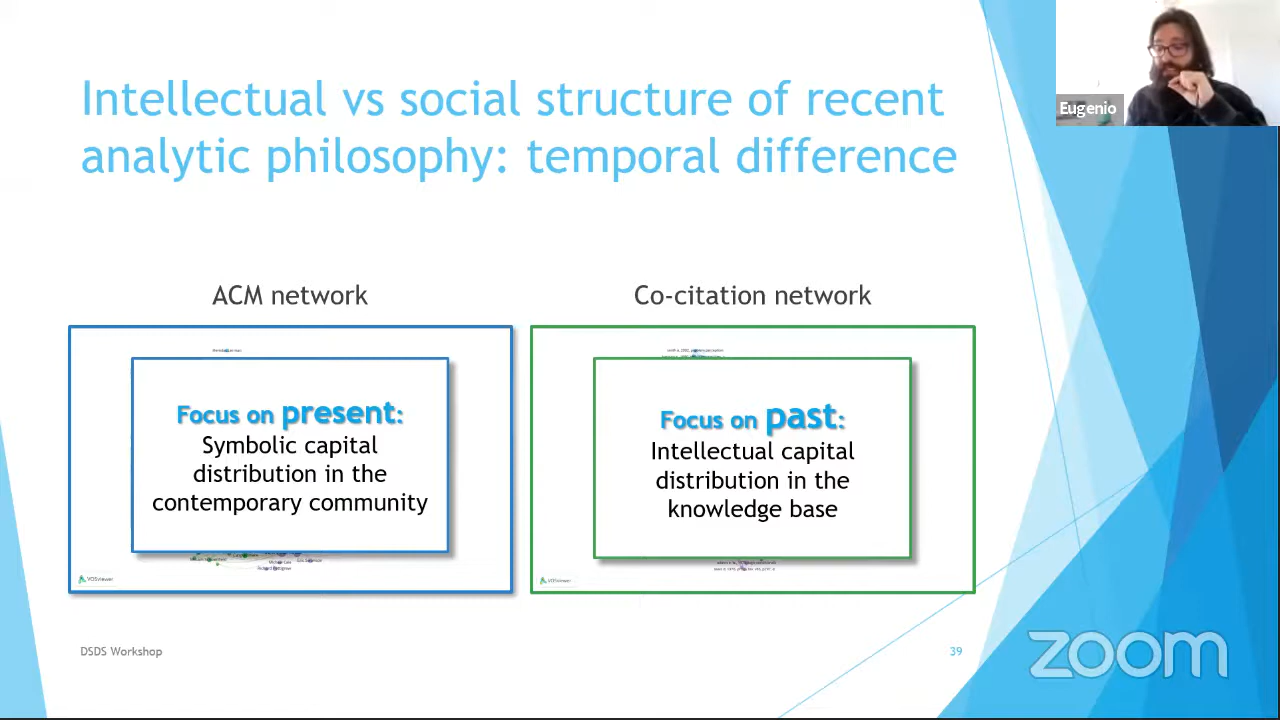 Intellectual vs social structure of recent
analytic philosophy: temporal difference
Eugenio
ACM network
Co-citation network
Focus on present:
Symbolic capital
distribution in the
contemporary community
VOSviewer
Focus on past:
Intellectual capital
distribution in the
knowledge base
VOSviewer
DSDS Workshop
39
zoom